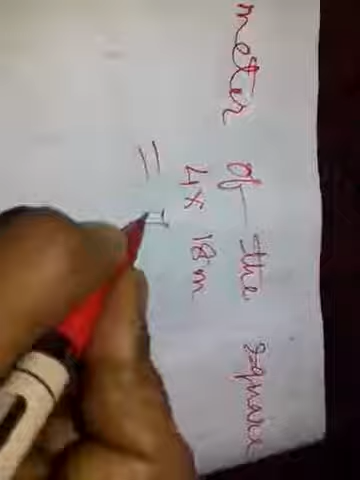 meter of the square
4x 18m
=